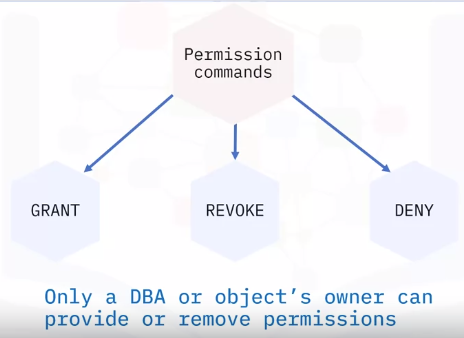 Permission
commands
GRANT
REVOKE
DENY
Only a DBA or object’s owner can
provide or remove permissions